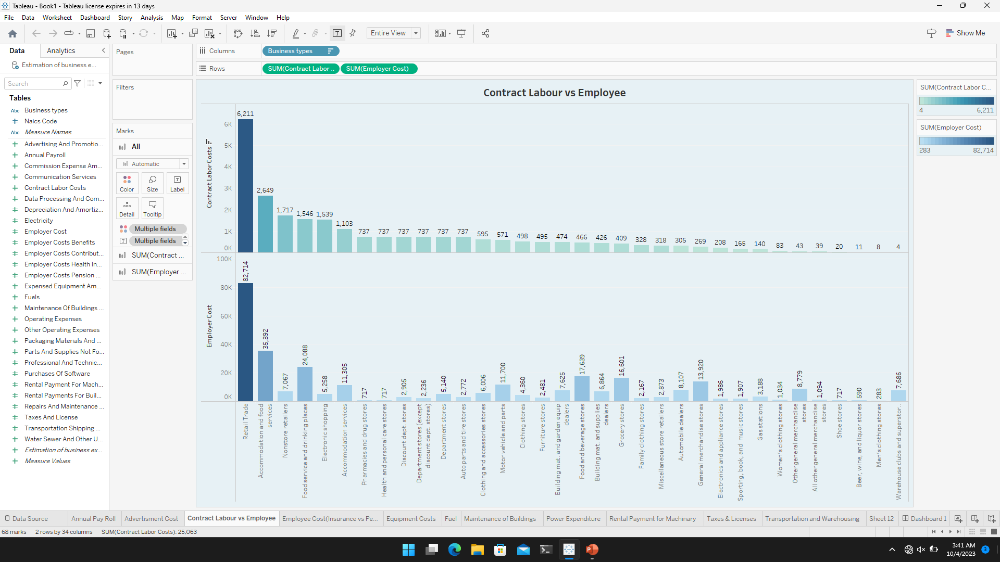 Tableau - Book1 - Tableau license expires in 13 days
File Data Worksheet Dashboard Story Analysis Map Format Server Window Help
Entire View
Show Me
Data Analytics
Estimation of business e...
Search
Tables
Abc Business types
# Naics Code
Abc Measure Names
# Advertising And Promotio...
# Annual Payroll
# Commission Expense Am...
# Communication Services
# Contract Labor Costs
# Data Processing And Com...
# Depreciation And Amortiz...
# Electricity
# Employer Cost
# Employer Costs Benefits
# Employer Costs Contribut...
# Employer Costs Health In...
# Employer Costs Pension ...
# Expensed Equipment Am...
# Fuels
# Maintenance Of Buildings ...
# Operating Expenses
# Other Operating Expenses
# Packaging Materials And ...
# Parts And Supplies Not Fo...
# Professional And Technic...
# Purchases Of Software
# Rental Payment For Mach...
# Rental Payments For Buil...
# Repairs And Maintenance ...
# Taxes And License
# Transportation Shipping ...
# Water Sewer And Other U...
# Estimation of business ex...
# Measure Values
Pages
Filters
Marks
All
Automatic
Color Size Label
Detail Tooltip
Multiple fields
Multiple fields
SUM(Contract ...
SUM(Employer ...
Columns Business types
Rows SUM(Contract Labor .. SUM(Employer Cost)
Contract Labour vs Employee
Contract Labor Costs
6K
5K
4K
3K
2K
1K
0K
6,211
2,649
1,717
1,546
1,539
1,103
737
737
737
737
737
737
595
571
498
495
474
466
426
409
328
318
305
269
208
165
140
83
43
39
20
11
8
4
Employer Cost
100K
80K
60K
40K
20K
0K
82,714
35,392
7,067
24,088
5,258
11,305
717
717
2,905
2,236
5,140
2,772
6,006
11,700
4,360
2,481
7,625
17,639
6,864
16,601
2,167
2,873
8,107
13,920
1,986
1,907
3,188
1,034
8,779
1,094
717
590
283
7,686
Retail Trade
Accommodation and food
services
Nonstore retailers
Food service and drinking places
Electronic shopping
Accommodation services
Pharmacies and drug stores
Health and personal care stores
Discount dept. stores
Department stores (except
discount dept. stores)
Department stores
Auto parts and tire stores
Clothing and accessories stores
Motor vehicle and parts
Clothing stores
Furniture stores
Building mat. and garden equip
dealers
Food and beverage stores
Building mat. and supplies
dealers
Grocery stores
Family clothing stores
Miscellaneous store retailers
Automobile dealers
General merchandise stores
Electronics and appliance stores
Sporting, book, and music stores
Gas stations
Women's clothing stores
Other general merchandise
stores
All other general merchandise
stores
Shoe stores
Beer, wine, and liquor stores
Men's clothing stores
Warehouse clubs and superstor..
SUM(Contract Labor C...
4 6,211
SUM(Employer Cost)
283 82,714
Data Source Annual Pay Roll Advertisment Cost Contract Labour vs Employee Employee Cost(Insurance vs Pe... Equipment Costs Fuel Maintenance of Buildings Power Expenditure Rental Payment for Machinary Taxes & Licenses Transportation and Warehousing Sheet 12 Dashboard 1
68 marks 2 rows by 34 columns SUM(Contract Labor Costs): 25,063
3:41 AM
10/4/2023
3